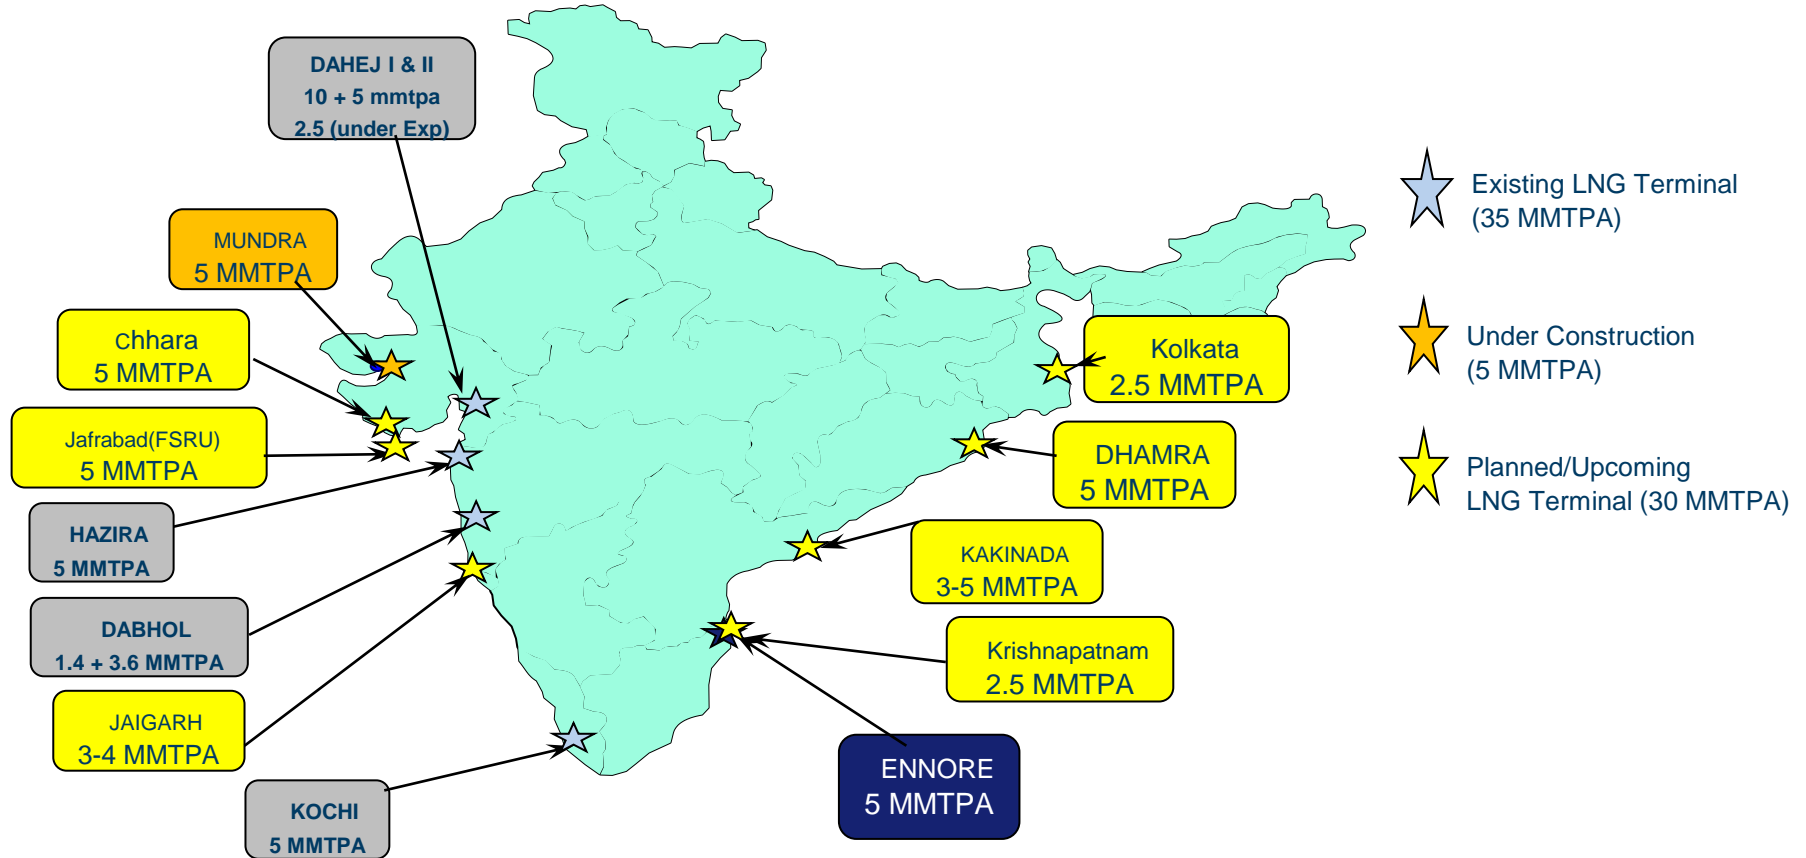 DAHEJ I & II
10 + 5 mmtpa
2.5 (under Exp)
MUNDRA
5 MMTPA
Chhara
5 MMTPA
Jafrabad(FSRU)
5 MMTPA
HAZIRA
5 MMTPA
DABHOL
1.4 + 3.6 MMTPA
JAIGARH
3-4 MMTPA
KOCHI
5 MMTPA
Kolkata
2.5 MMTPA
DHAMRA
5 MMTPA
KAKINADA
3-5 MMTPA
Krishnapatnam
2.5 MMTPA
ENNORE
5 MMTPA
Existing LNG Terminal
(35 MMTPA)
Under Construction
(5 MMTPA)
Planned/Upcoming
LNG Terminal (30 MMTPA)